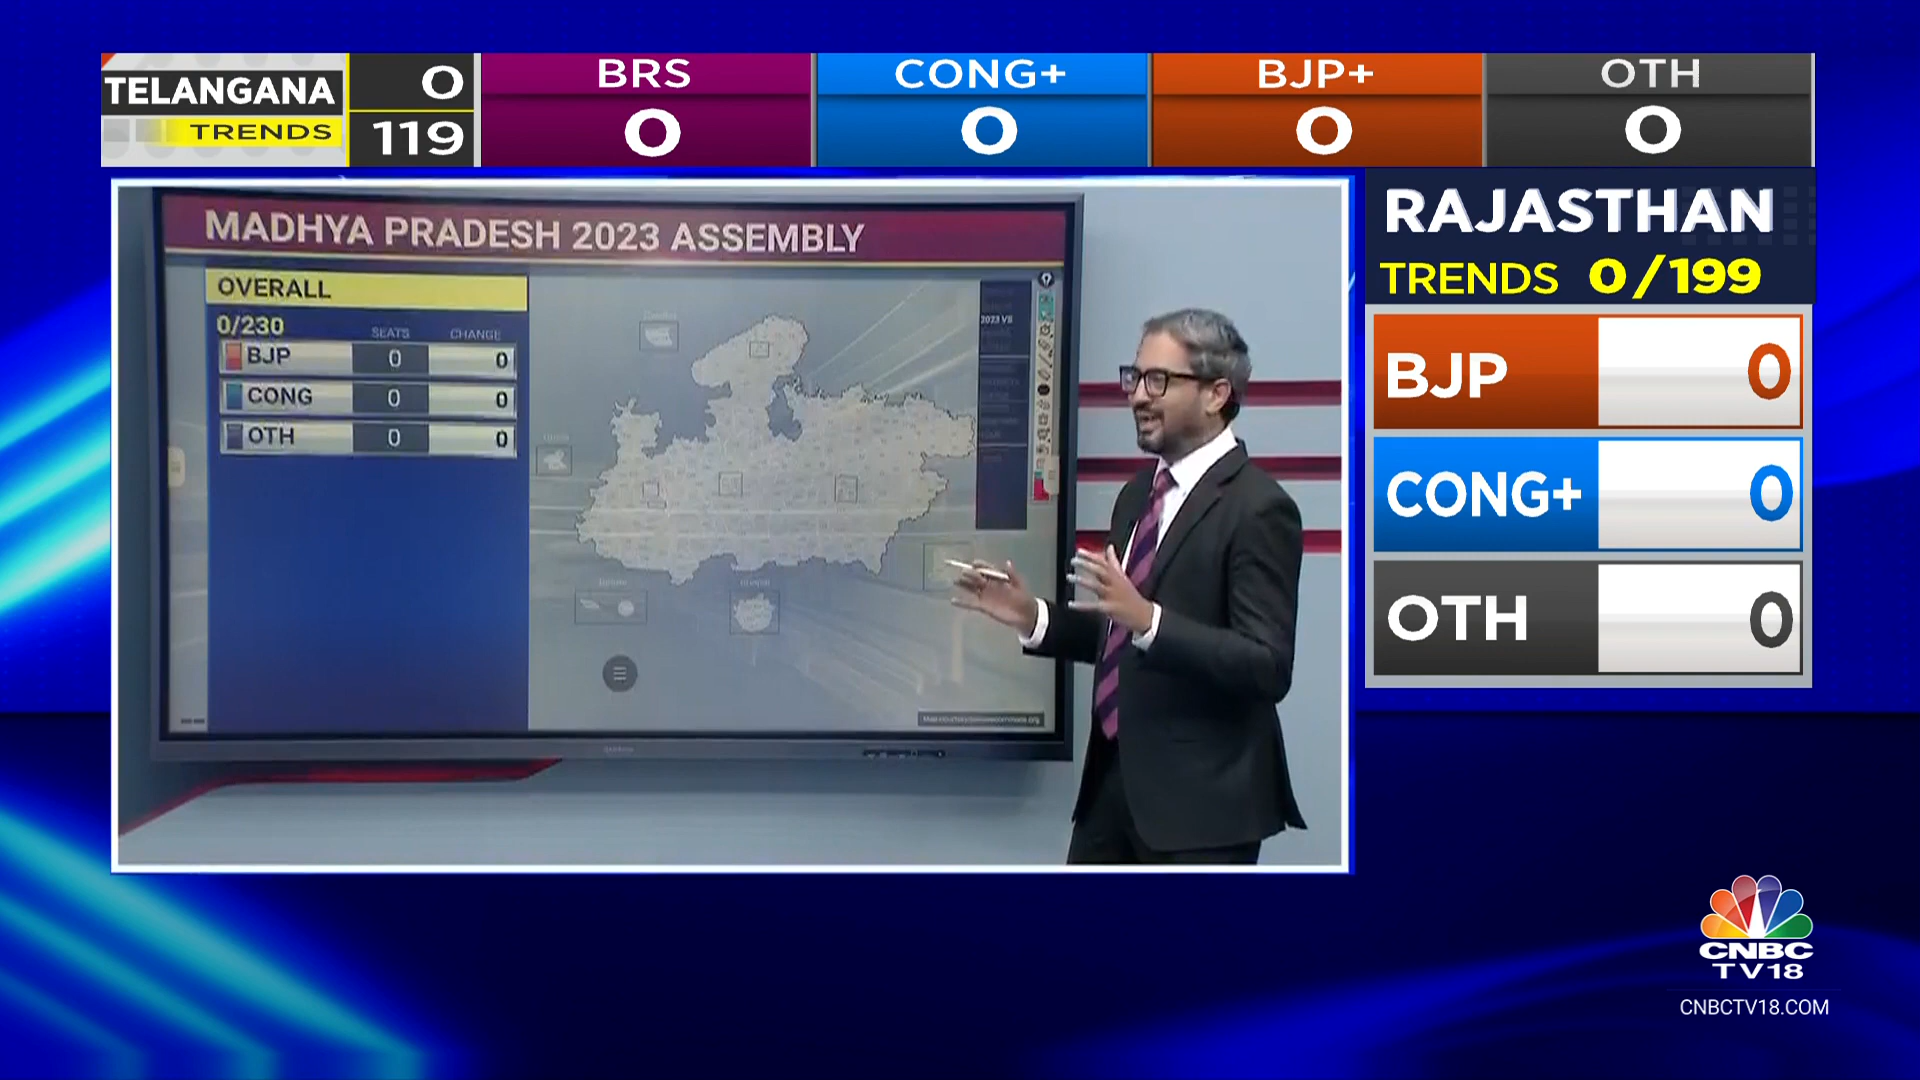 TELANGANA
TRENDS
0
119
BRS
0
CONG+
0
BJP+
0
OTH
0
MADHYA PRADESH 2023 ASSEMBLY
OVERALL
0/230 SEATS CHANGE
BJP 0 0
CONG 0 0
OTH 0 0
RAJASTHAN
TRENDS 0/199
BJP 0
CONG+ 0
OTH 0
CNBC
TV18
CNBCTV18.COM